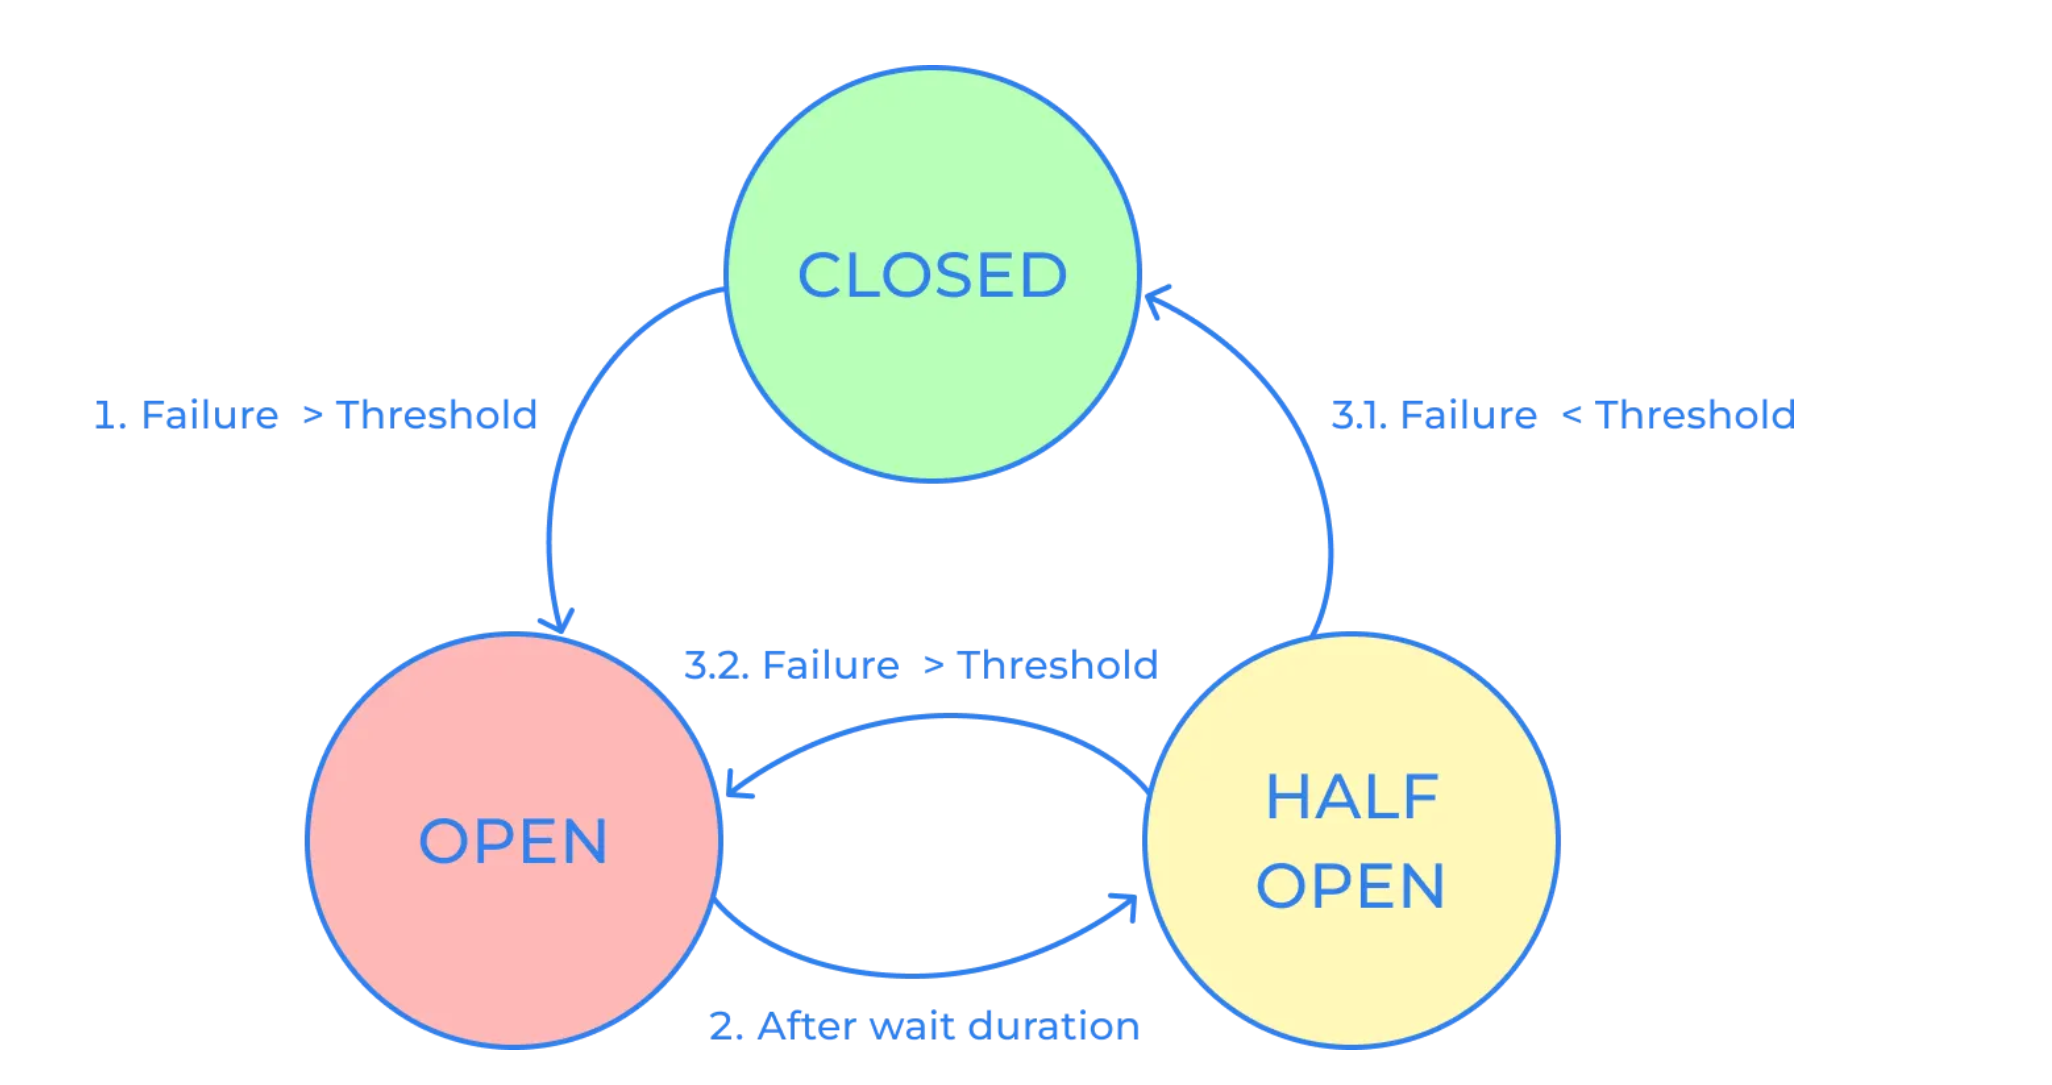 CLOSED
1. Failure > Threshold
3.1. Failure < Threshold
3.2. Failure > Threshold
OPEN
HALF
OPEN
2. After wait duration